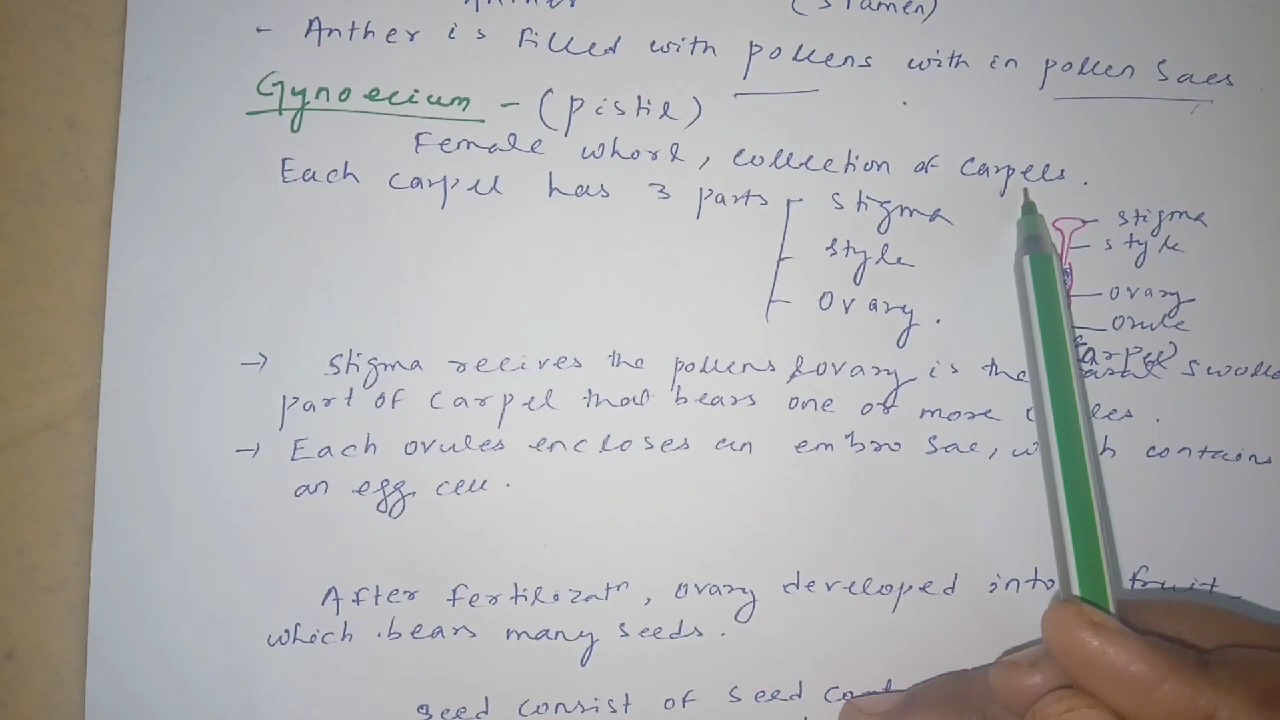 (Stamen)
- Anther is filled with pollens with in pollen Sacs
Gynoecium - (pistil)
Female whorl, collection of carpels.
Each carpel has 3 parts
stigma
style
Ovary.
stigma
style
ovary
Ovule
Carpel
→ Stigma recives the pollens & ovary is the
part of Carpel that bears one or more
→ Each ovules encloses an embro sac, contains
an egg cell.
After fertilizatn, ovary developed into fruit
which bears many seeds.
Seed consist of seed